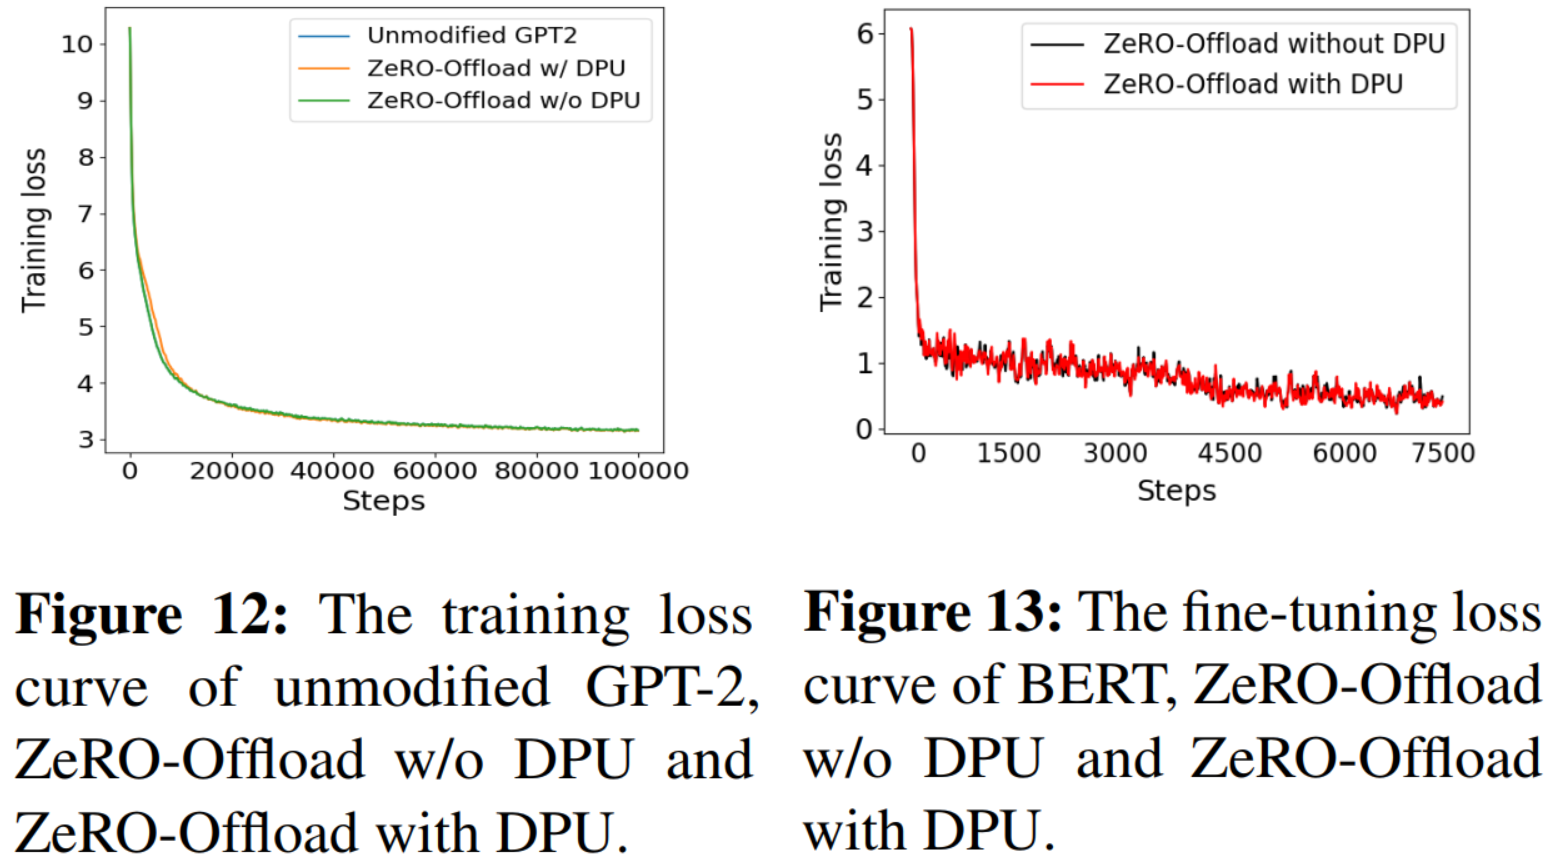 10
9
8
7
6
5
4
3
Training loss
Unmodified GPT2
ZeRO-Offload w/ DPU
ZeRO-Offload w/o DPU
0 20000 40000 60000 80000 100000
Steps
6
5
4
3
2
1
0
Training loss
ZeRO-Offload without DPU
ZeRO-Offload with DPU
0 1500 3000 4500 6000 7500
Steps
Figure 12: The training loss
curve of unmodified GPT-2,
ZeRO-Offload w/o DPU and
ZeRO-Offload with DPU.
Figure 13: The fine-tuning loss
curve of BERT, ZeRO-Offload
w/o DPU and ZeRO-Offload
with DPU.